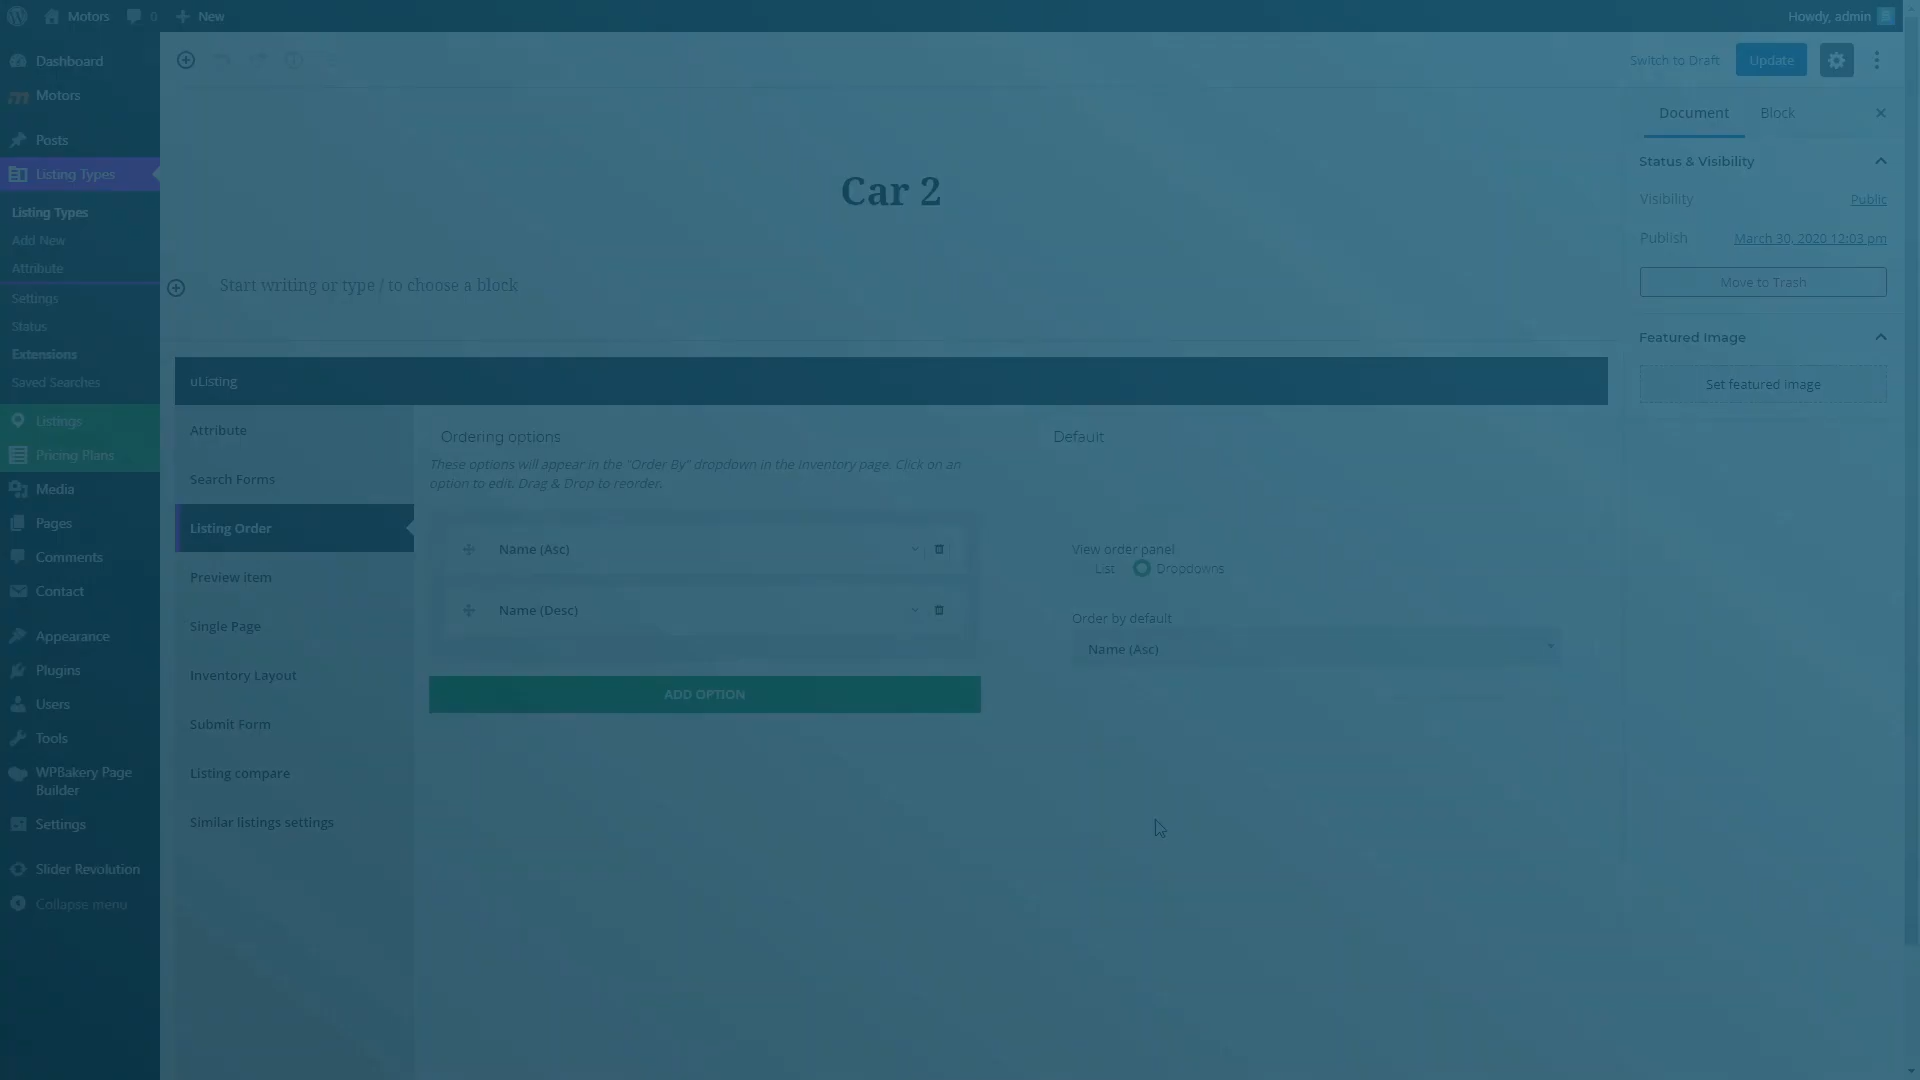 Motors
0
New
Howdy, admin
Dashboard
Motors
Posts
Listing Types
Listing Types
Add New
Attribute
Settings
Status
Extensions
Saved Searches
Listings
Pricing Plans
Media
Pages
Comments
Contact
Appearance
Plugins
Users
Tools
WPBakery Page
Builder
Settings
Slider Revolution
Collapse menu
Switch to Draft
Update
Car 2
Start writing or type / to choose a block
uListing
Attribute
Search Forms
Listing Order
Preview item
Single Page
Inventory Layout
Submit Form
Listing compare
Similar listings settings
Ordering options
These options will appear in the "Order By" dropdown in the Inventory page. Click on an
option to edit. Drag & Drop to reorder.
Name (Asc)
Name (Desc)
ADD OPTION
Default
View order panel
List
Dropdowns
Order by default
Name (Asc)
Document
Block
Status & Visibility
Visibility
Public
Publish
March 30, 2020 12:03 pm
Move to Trash
Featured Image
Set featured image